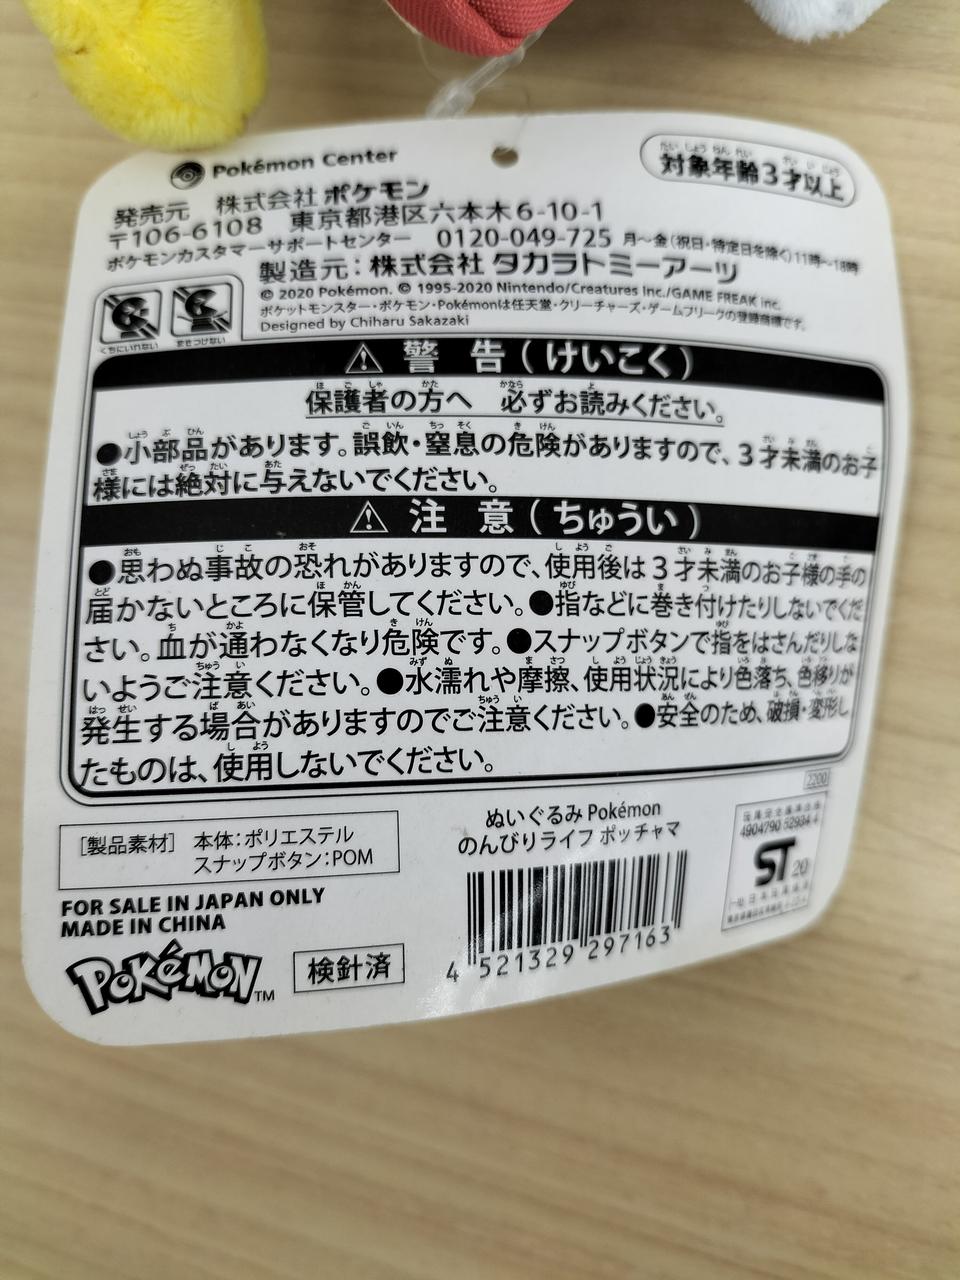 Pokémon Center
対象年齢3才以上
発売元 株式会社ポケモン
〒106-6108 東京都港区六本木6-10-1
ポケモンカスタマーサポートセンター 0120-049-725 月～金(祝日・特定日を除く)11時～18時
製造元：株式会社 タカラトミーアーツ
© 2020 Pokémon. © 1995-2020 Nintendo/Creatures Inc./GAME FREAK inc.
ポケットモンスター・ポケモン・Pokémonは任天堂・クリーチャーズ・ゲームフリークの登録商標です。
Designed by Chiharu Sakazaki
くちにいれない
⚠ 警 告(けいこく)
保護者の方へ 必ずお読みください。
●小部品があります。誤飲・窒息の危険がありますので、3才未満のお子
様には絶対に与えないでください。
⚠ 注 意(ちゅうい)
●思わぬ事故の恐れがありますので、使用後は3才未満のお子様の手の
届かないところに保管してください。●指などに巻き付けたりしないでくだ
さい。血が通わなくなり危険です。●スナップボタンで指をはさんだりしな
いようご注意ください。●水濡れや摩擦、使用状況により色落ち、色移りが
発生する場合がありますのでご注意ください。●安全のため、破損・変形し
たものは、使用しないでください。
2200
[製品素材] 本体：ポリエステル
スナップボタン：POM
ぬいぐるみ Pokémon
のんびりライフ ポッチャマ
4904790 52934 4
ST 20
FOR SALE IN JAPAN ONLY
MADE IN CHINA
POKéMON TM
検針済
4 521329 297163